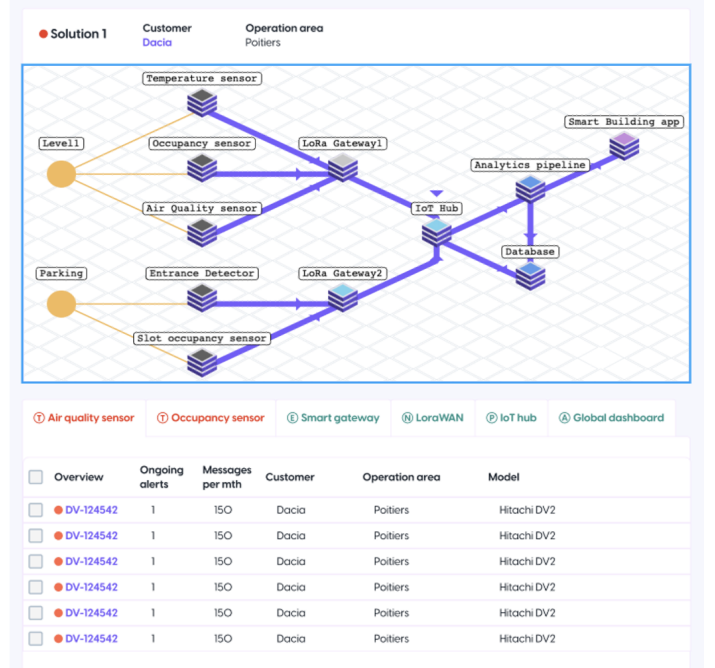 Solution 1
Customer
Dacia
Operation area
Poitiers
Temperature sensor
Smart Building app
Level1
Occupancy sensor
LoRa Gateway1
Analytics pipeline
Air Quality sensor
IoT Hub
Database
Parking
Entrance Detector
LoRa Gateway2
Slot occupancy sensor
T Air quality sensor
T Occupancy sensor
E Smart gateway
N LoraWAN
P IoT hub
A Global dashboard
Overview Ongoing alerts Messages per mth Customer Operation area Model
DV-124542 1 150 Dacia Poitiers Hitachi DV2
DV-124542 1 150 Dacia Poitiers Hitachi DV2
DV-124542 1 150 Dacia Poitiers Hitachi DV2
DV-124542 1 150 Dacia Poitiers Hitachi DV2
DV-124542 1 150 Dacia Poitiers Hitachi DV2
DV-124542 1 150 Dacia Poitiers Hitachi DV2